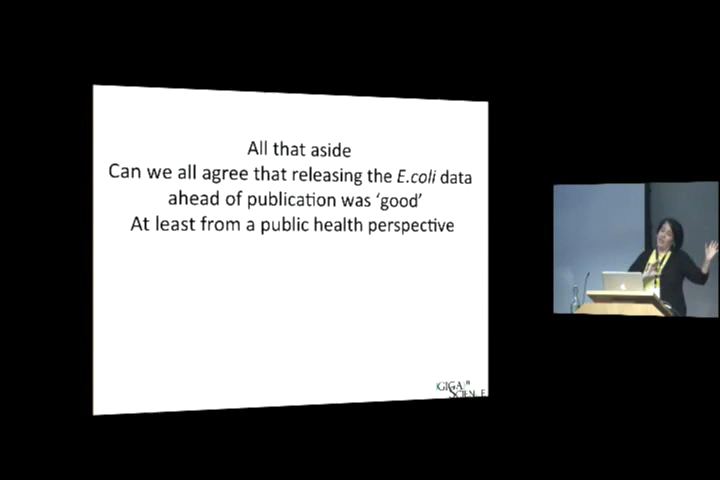 All that aside
Can we all agree that releasing the E.coli data
ahead of publication was ‘good’
At least from a public health perspective
GIGA